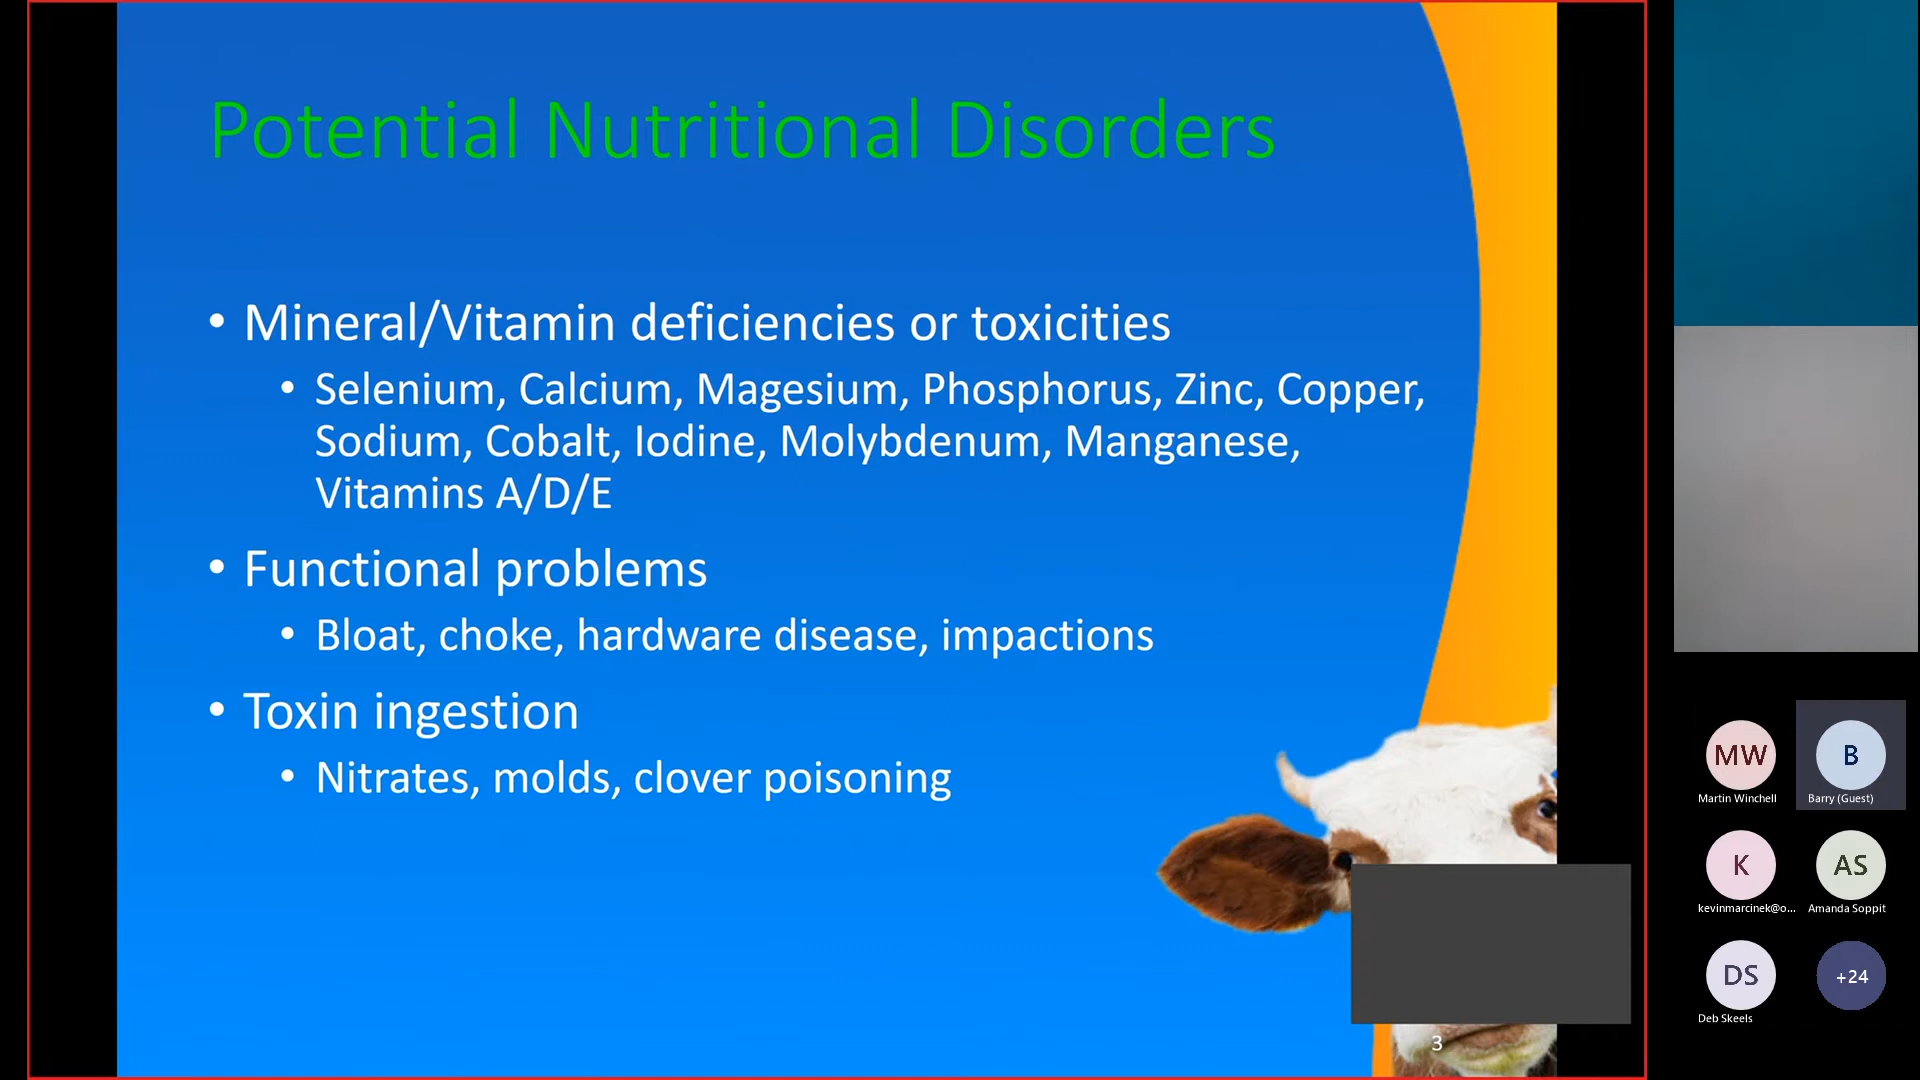 Potential Nutritional Disorders
• Mineral/Vitamin deficiencies or toxicities
• Selenium, Calcium, Magesium, Phosphorus, Zinc, Copper,
Sodium, Cobalt, Iodine, Molybdenum, Manganese,
Vitamins A/D/E
• Functional problems
• Bloat, choke, hardware disease, impactions
• Toxin ingestion
• Nitrates, molds, clover poisoning
3
MW
Martin Winchell
B
Barry (Guest)
K
kevinmarcinek@o...
AS
Amanda Soppit
DS
Deb Skeels
+24